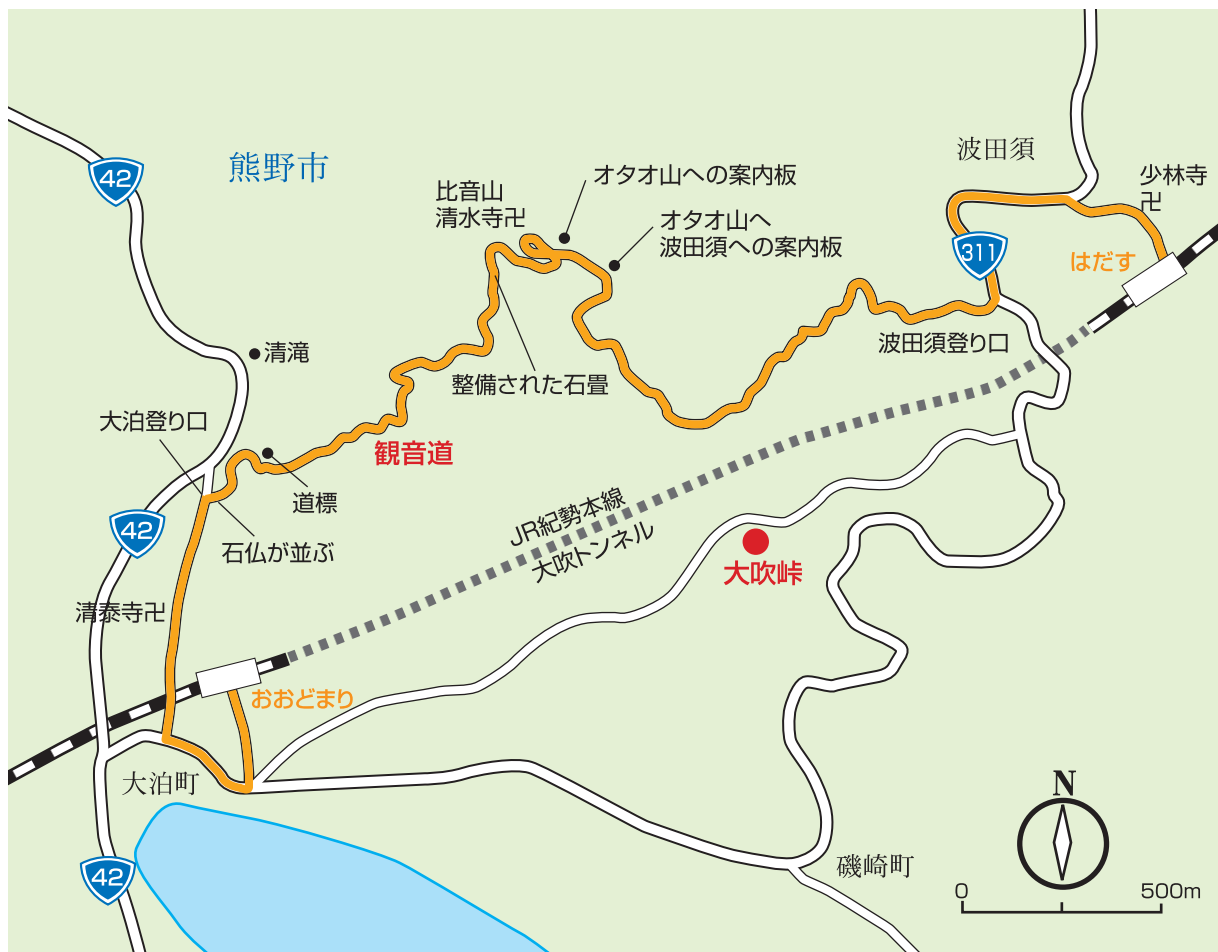 波田須
熊野市
42
オタオ山への案内板
少林寺
卍
比音山
清水寺卍
オタオ山へ
波田須への案内板
311
はだす
清滝
波田須登り口
整備された石畳
大泊登り口
観音道
道標
42
石仏が並ぶ
JR紀勢本線
大吹トンネル
大吹峠
清泰寺卍
おおどまり
大泊町
N
磯崎町
42
0
500m